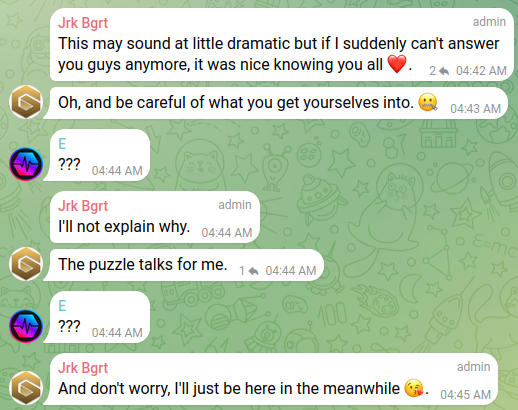 Jrk Bgrt admin
This may sound at little dramatic but if I suddenly can't answer
you guys anymore, it was nice knowing you all ❤️. 2 04:42 AM
Oh, and be careful of what you get yourselves into. 🤐 04:43 AM
E
??? 04:44 AM
Jrk Bgrt admin
I'll not explain why. 04:44 AM
The puzzle talks for me. 1 04:44 AM
E
??? 04:44 AM
Jrk Bgrt admin
And don't worry, I'll just be here in the meanwhile 😘. 04:45 AM